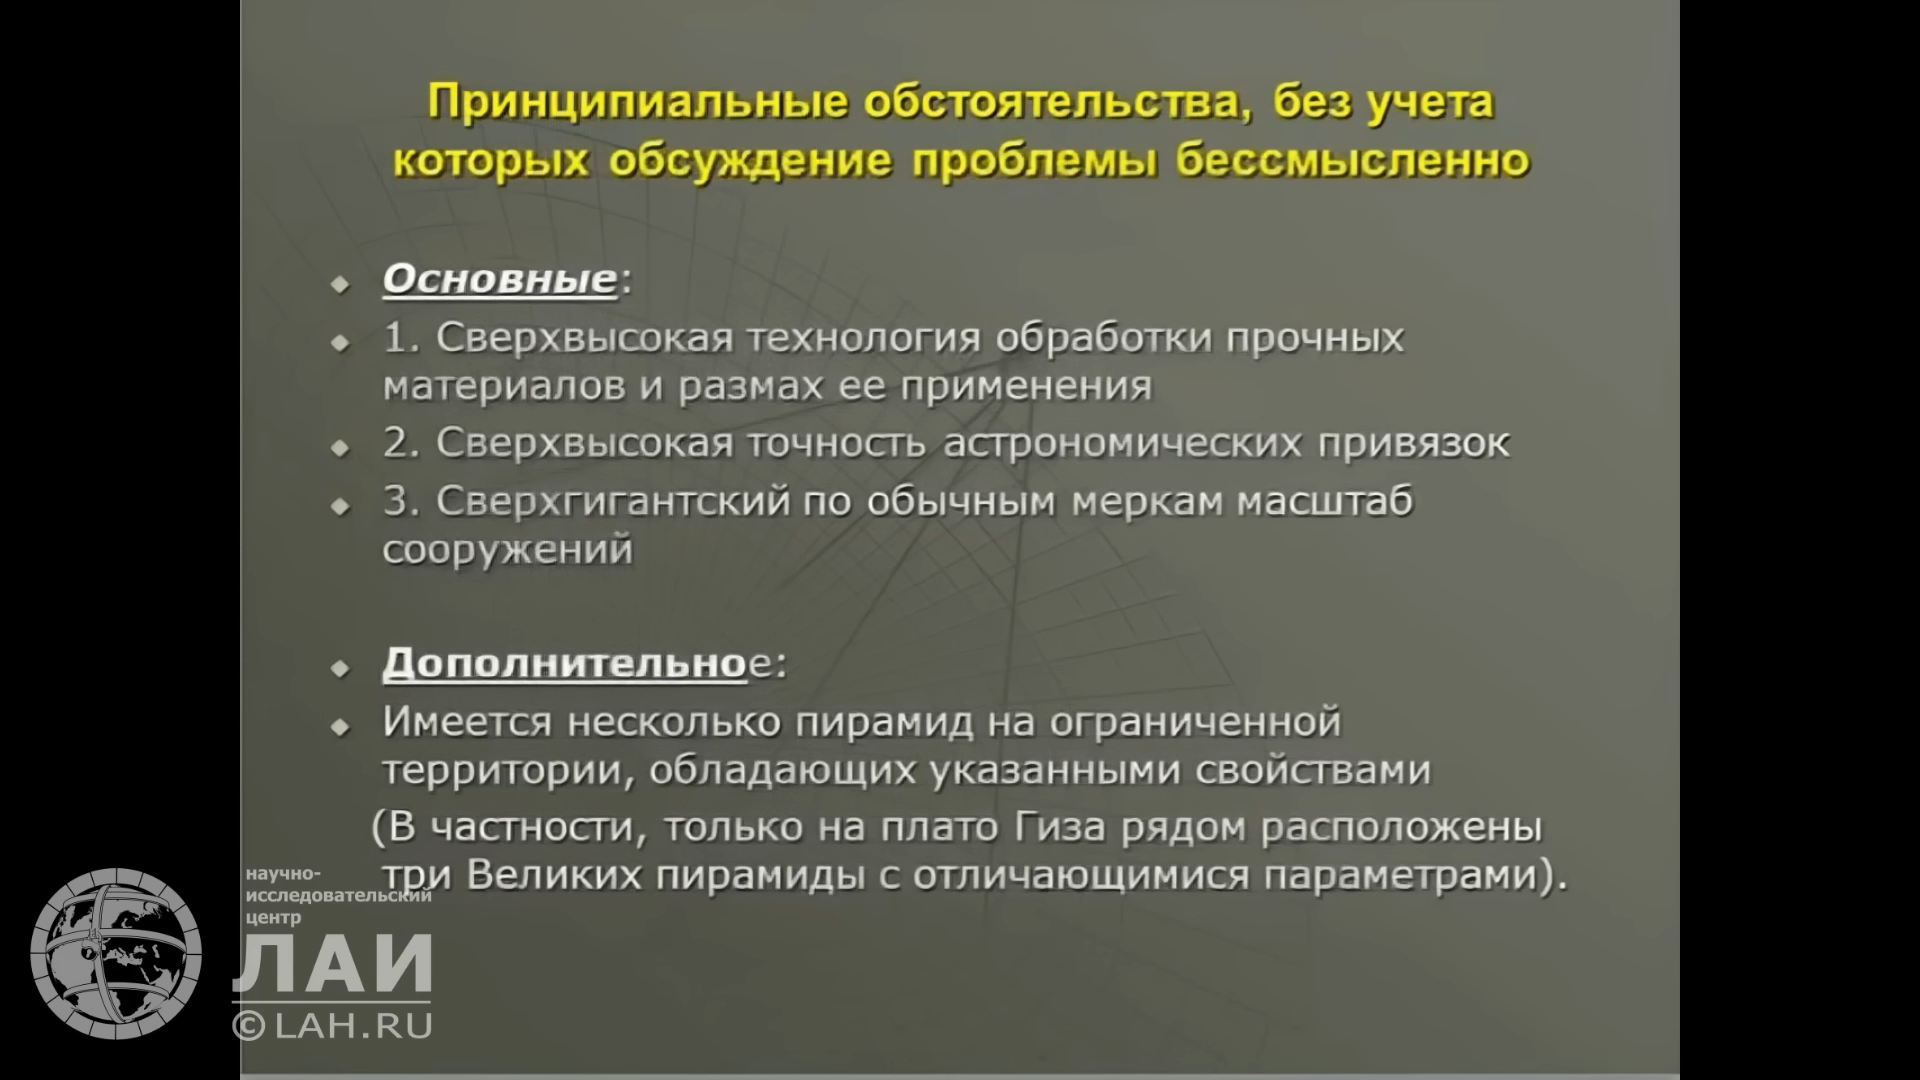 Принципиальные обстоятельства, без учета
которых обсуждение проблемы бессмысленно
Основные:
1. Сверхвысокая технология обработки прочных
материалов и размах ее применения
2. Сверхвысокая точность астрономических привязок
3. Сверхгигантский по обычным меркам масштаб
сооружений
Дополнительное:
Имеется несколько пирамид на ограниченной
территории, обладающих указанными свойствами
(В частности, только на плато Гиза рядом расположены
три Великих пирамиды с отличающимися параметрами).
научно-
исследовательский
центр
ЛАИ
©LAH.RU